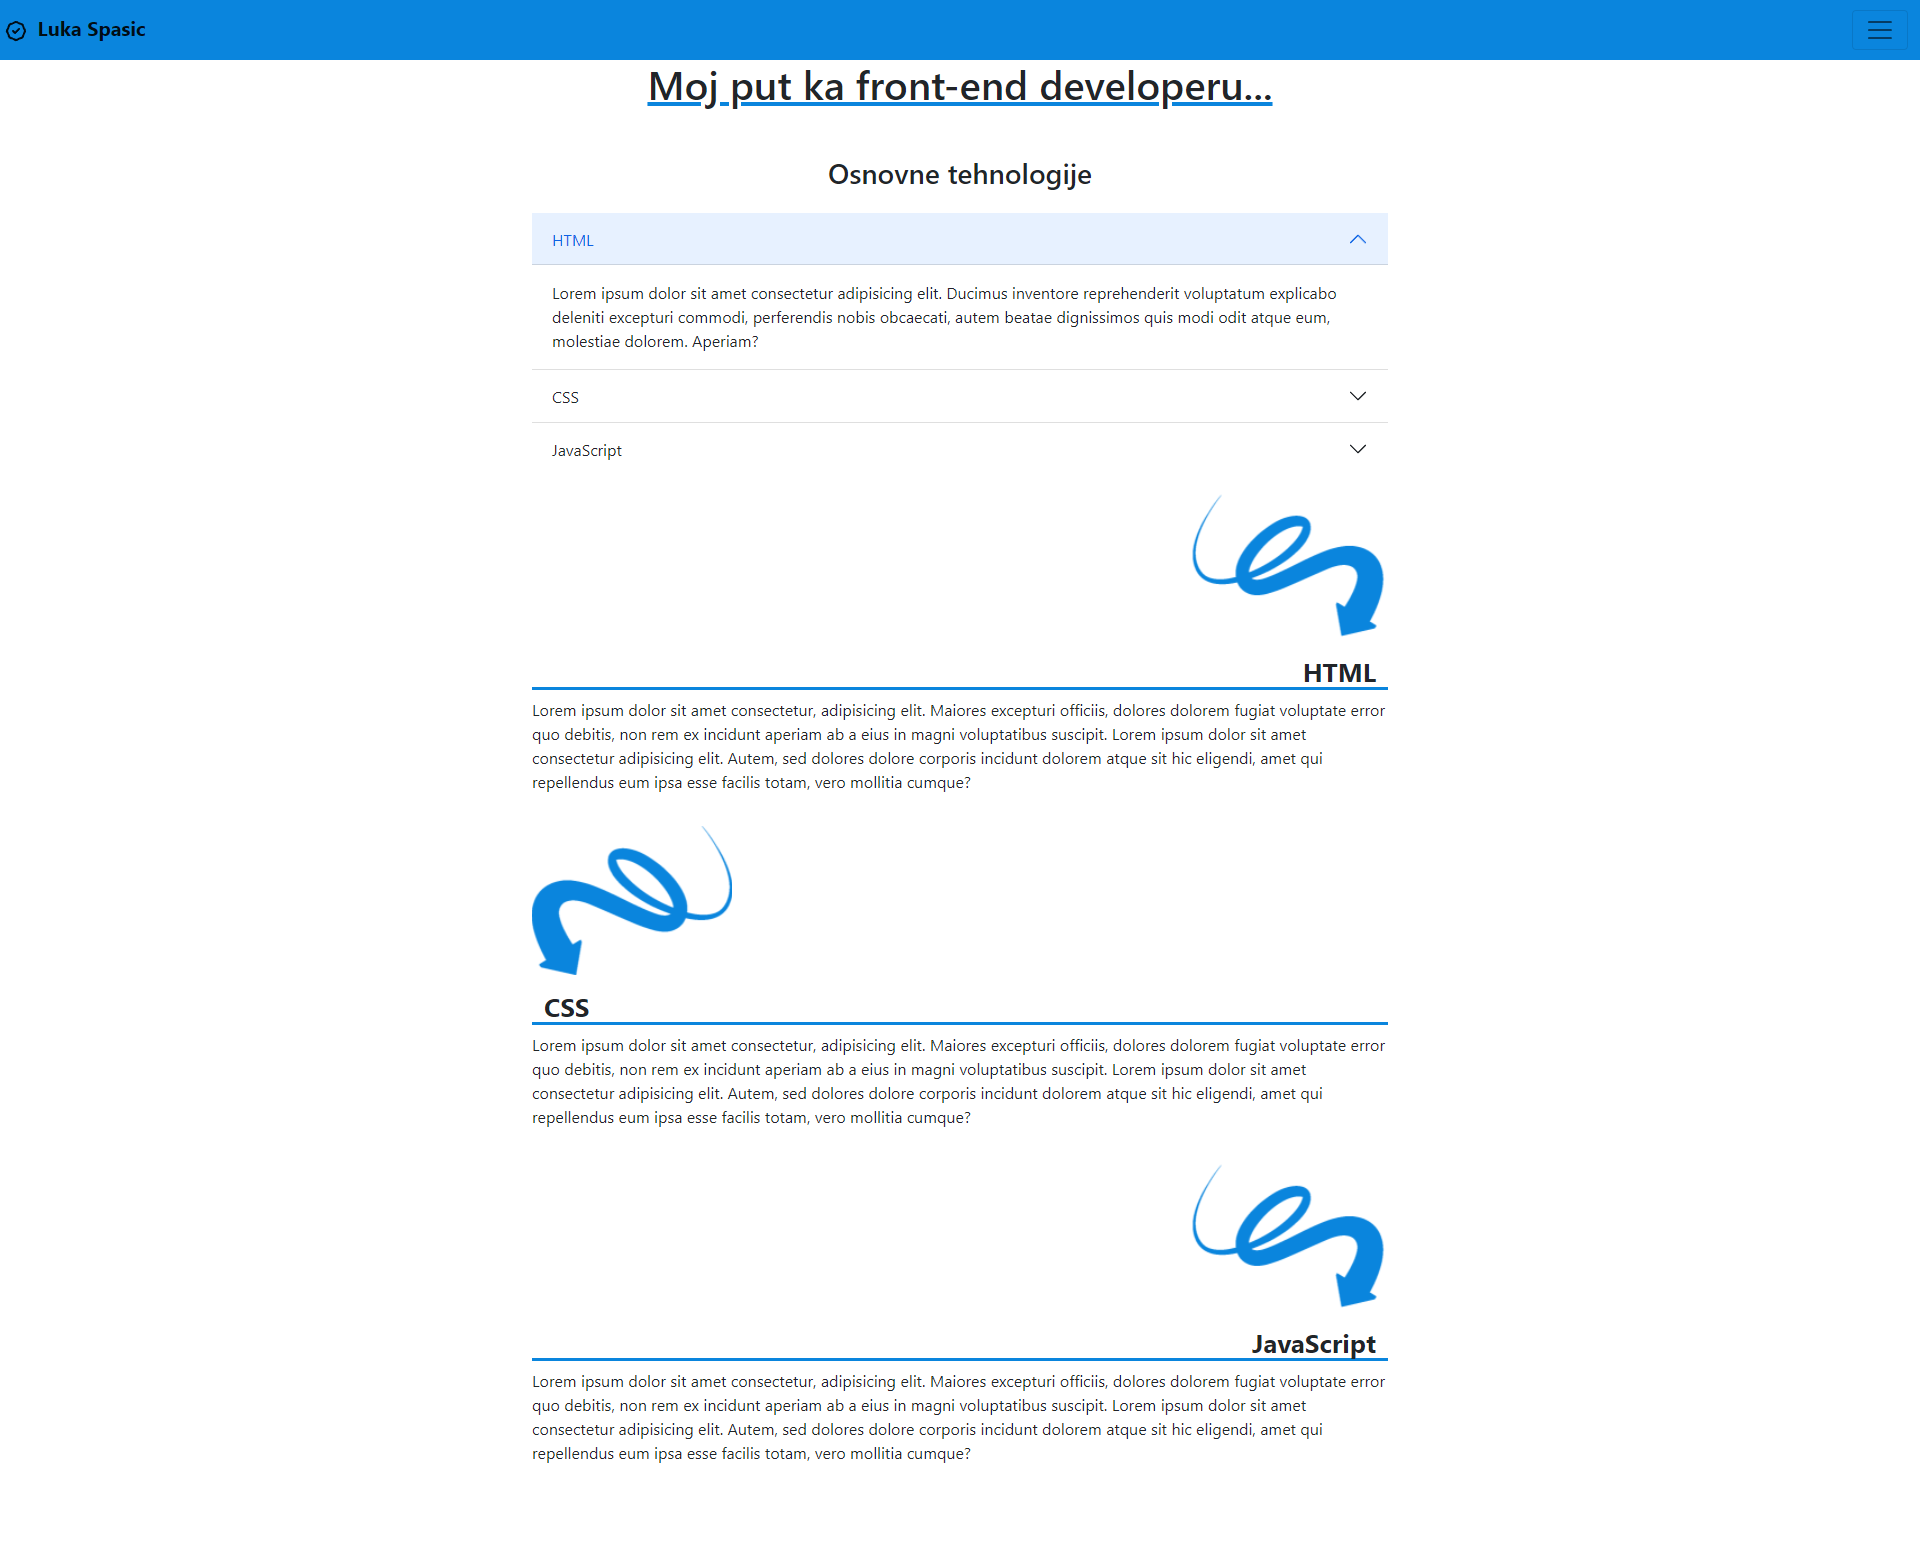 Luka Spasic
Moj put ka front-end developeru...
Osnovne tehnologije
HTML
Lorem ipsum dolor sit amet consectetur adipisicing elit. Ducimus inventore reprehenderit voluptatum explicabo
deleniti excepturi commodi, perferendis nobis obcaecati, autem beatae dignissimos quis modi odit atque eum,
molestiae dolorem. Aperiam?
CSS
JavaScript
HTML
Lorem ipsum dolor sit amet consectetur, adipisicing elit. Maiores excepturi officiis, dolores dolorem fugiat voluptate error
quo debitis, non rem ex incidunt aperiam ab a eius in magni voluptatibus suscipit. Lorem ipsum dolor sit amet
consectetur adipisicing elit. Autem, sed dolores dolore corporis incidunt dolorem atque sit hic eligendi, amet qui
repellendus eum ipsa esse facilis totam, vero mollitia cumque?
CSS
Lorem ipsum dolor sit amet consectetur, adipisicing elit. Maiores excepturi officiis, dolores dolorem fugiat voluptate error
quo debitis, non rem ex incidunt aperiam ab a eius in magni voluptatibus suscipit. Lorem ipsum dolor sit amet
consectetur adipisicing elit. Autem, sed dolores dolore corporis incidunt dolorem atque sit hic eligendi, amet qui
repellendus eum ipsa esse facilis totam, vero mollitia cumque?
JavaScript
Lorem ipsum dolor sit amet consectetur, adipisicing elit. Maiores excepturi officiis, dolores dolorem fugiat voluptate error
quo debitis, non rem ex incidunt aperiam ab a eius in magni voluptatibus suscipit. Lorem ipsum dolor sit amet
consectetur adipisicing elit. Autem, sed dolores dolore corporis incidunt dolorem atque sit hic eligendi, amet qui
repellendus eum ipsa esse facilis totam, vero mollitia cumque?